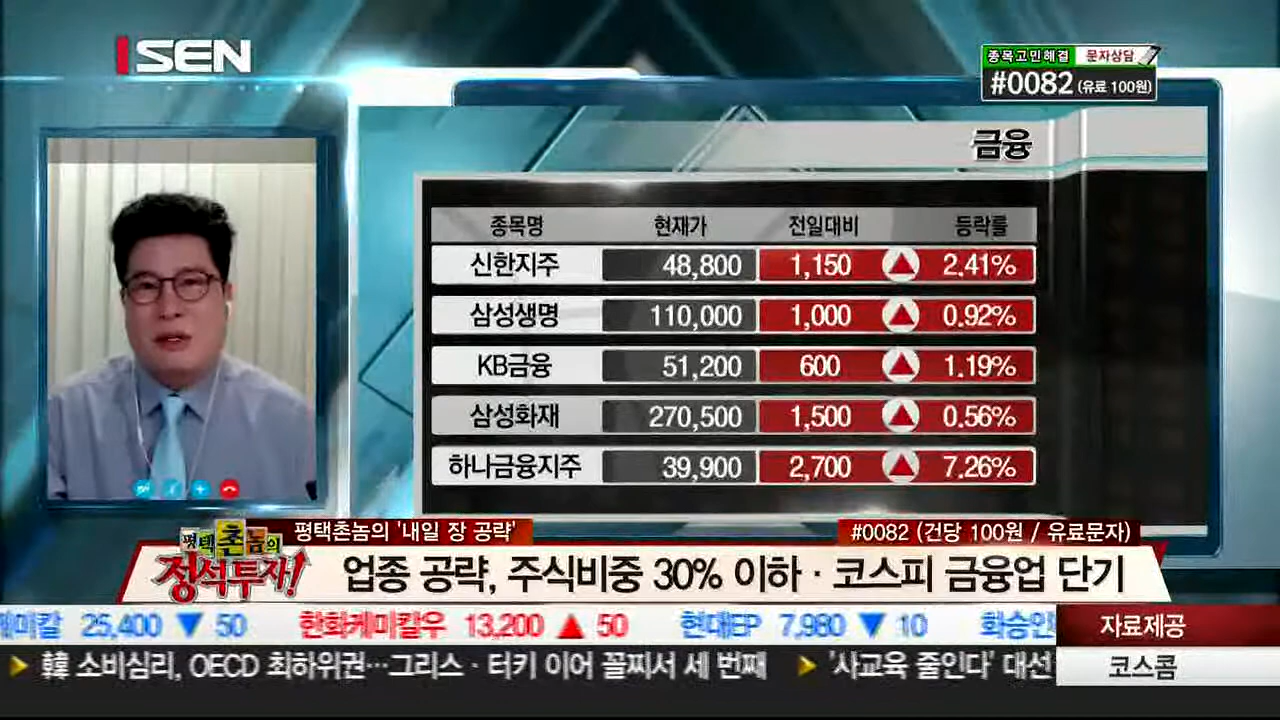 SEN
종목고민해결 문자상담
#0082 (유료 100원)
금융
종목명 현재가 전일대비 등락률
신한지주 48,800 1,150 ▲ 2.41%
삼성생명 110,000 1,000 ▲ 0.92%
KB금융 51,200 600 ▲ 1.19%
삼성화재 270,500 1,500 ▲ 0.56%
하나금융지주 39,900 2,700 ▲ 7.26%
평택촌놈의 '내일 장 공략'
#0082 (건당 100원 / 유료문자)
평택촌놈의
정석투자!
업종 공략, 주식비중 30% 이하·코스피 금융업 단기
케미칼 25,400 ▼ 50 한화케미칼우 13,200 ▲ 50 현대EP 7,980 ▼ 10 화승인
자료제공
韓 소비심리, OECD 최하위권…그리스·터키 이어 꼴찌서 세 번째 '사교육 줄인다' 대선
코스콤